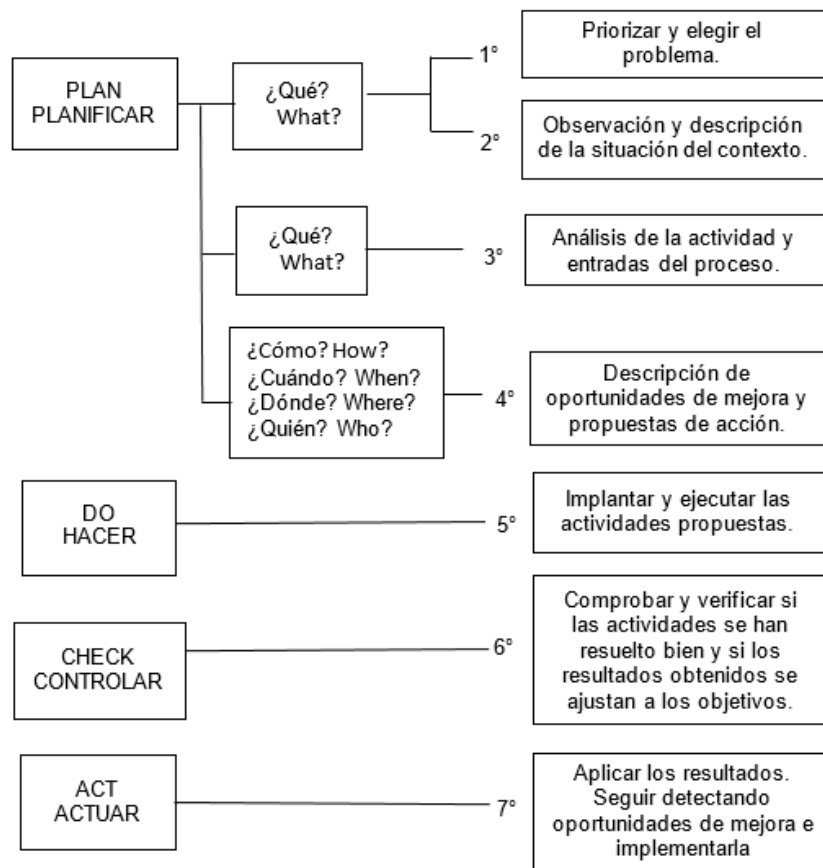 PLAN
PLANIFICAR
¿Qué?
What?
1°
Priorizar y elegir el
problema.
2°
Observación y descripción
de la situación del contexto.
¿Qué?
What?
3°
Análisis de la actividad y
entradas del proceso.
¿Cómo? How?
¿Cuándo? When?
¿Dónde? Where?
¿Quién? Who?
4°
Descripción de
oportunidades de mejora y
propuestas de acción.
DO
HACER
5°
Implantar y ejecutar las
actividades propuestas.
CHECK
CONTROLAR
6°
Comprobar y verificar si
las actividades se han
resuelto bien y si los
resultados obtenidos se
ajustan a los objetivos.
ACT
ACTUAR
7°
Aplicar los resultados.
Seguir detectando
oportunidades de mejora e
implementarla